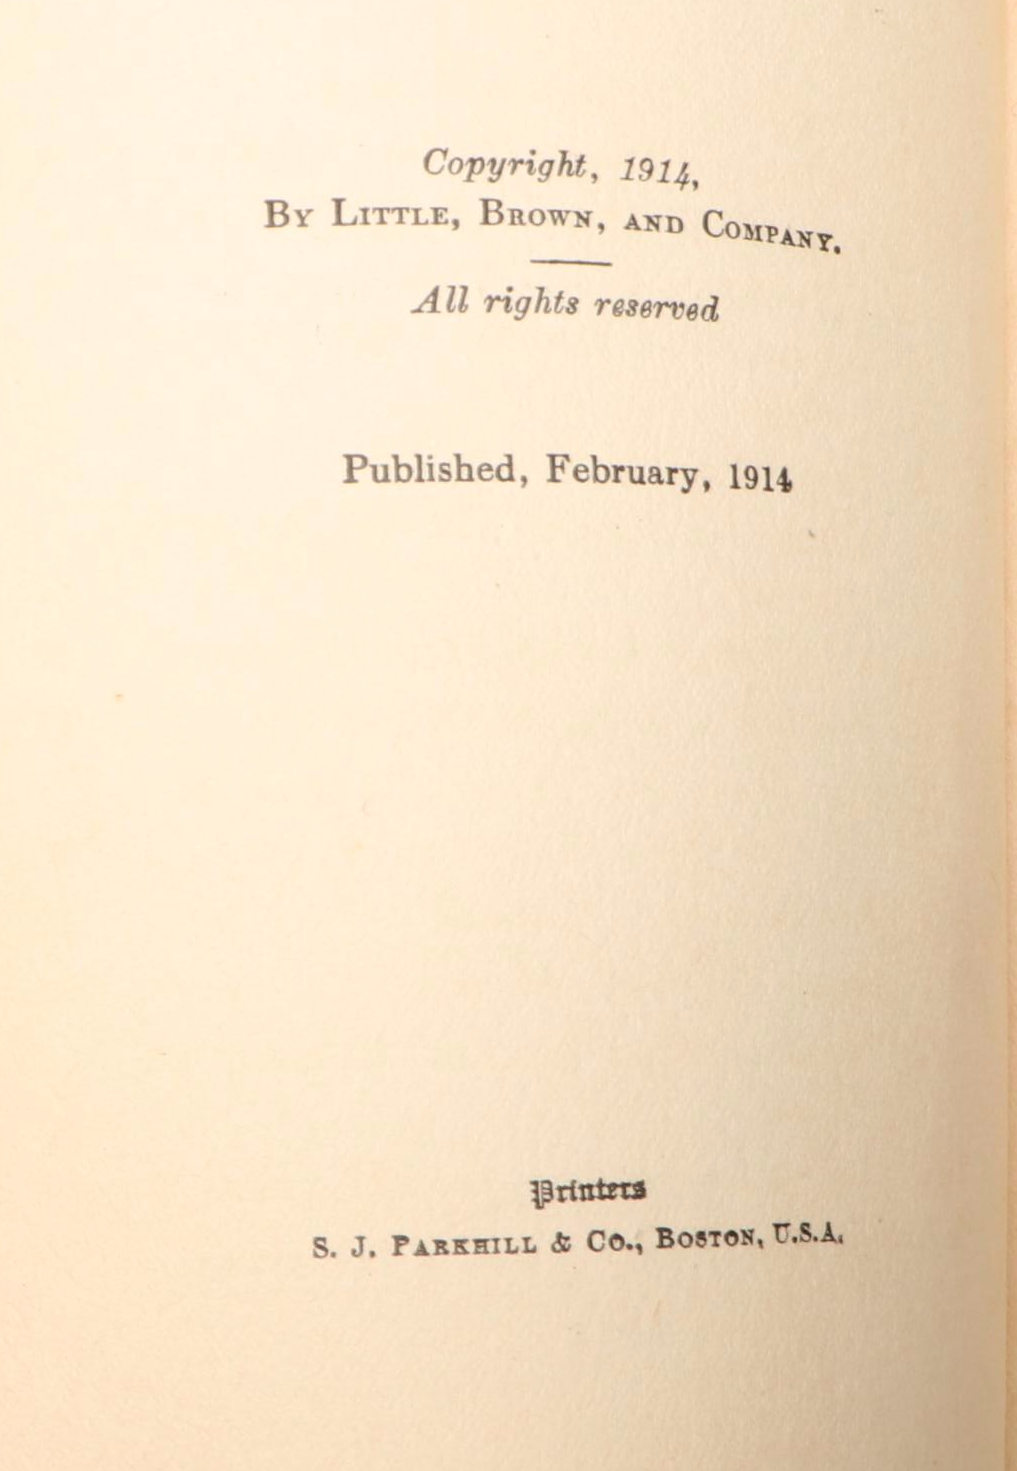 Copyright, 1914,
By Little, Brown, and Company.
All rights reserved
Published, February, 1914
Printers
S. J. Parkhill & Co., Boston, U.S.A.